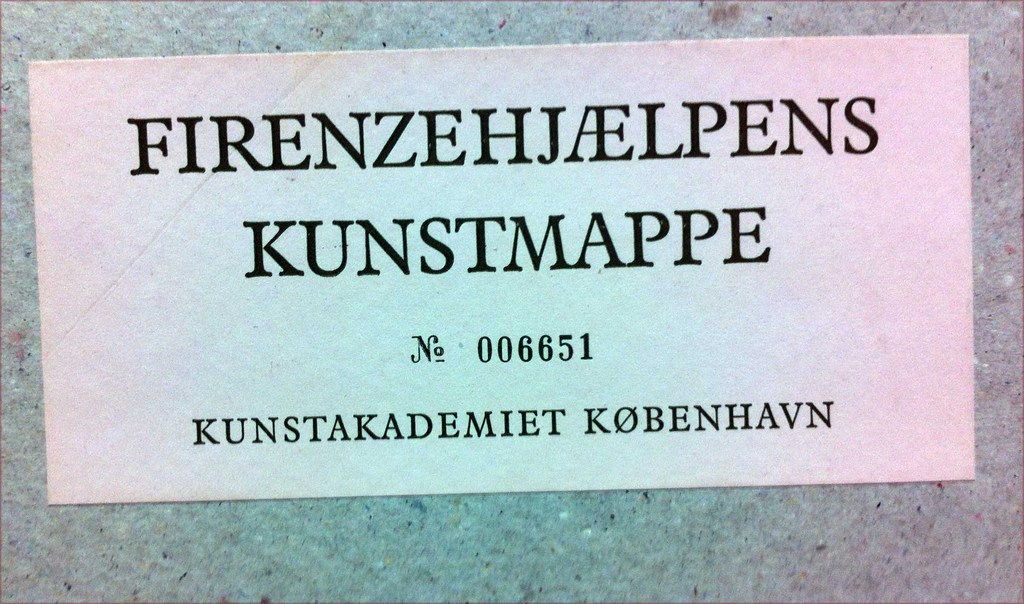 FIRENZEHJÆLPENS
KUNSTMAPPE
№ 006651
KUNSTAKADEMIET KØBENHAVN